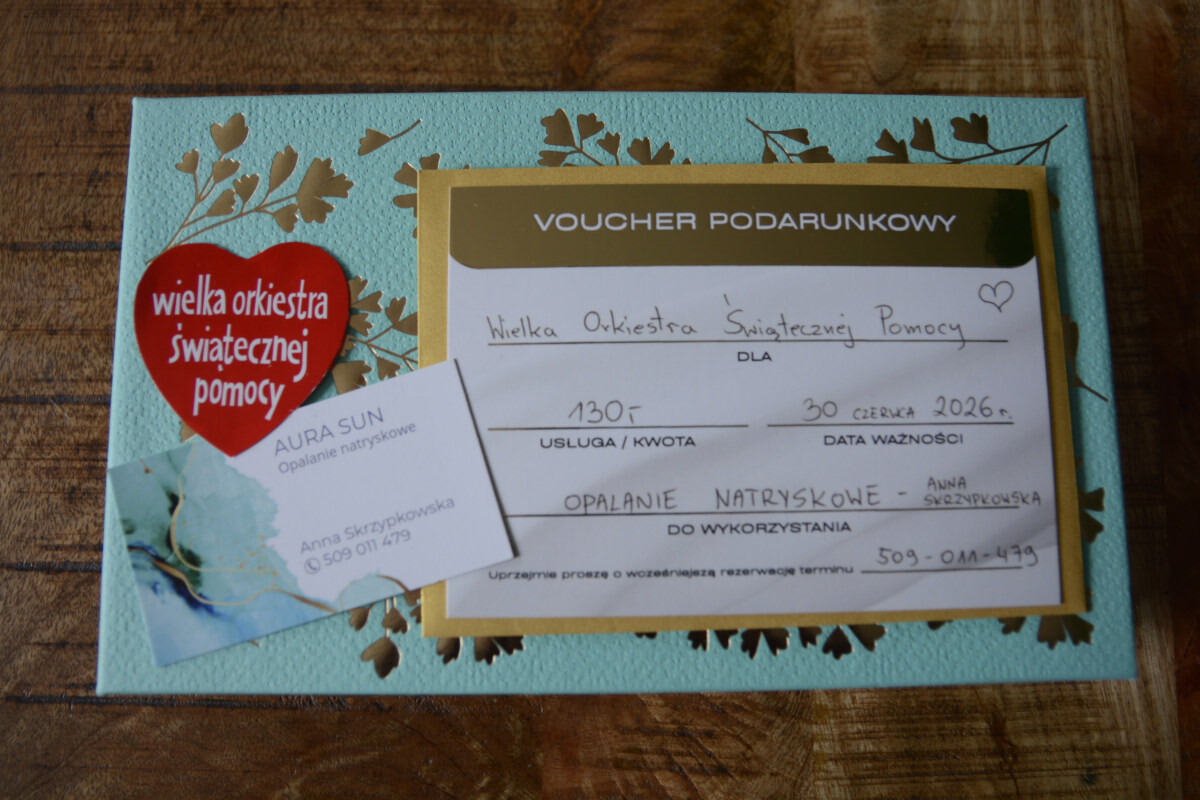 VOUCHER PODARUNKOWY
Wielka Orkiestra Świątecznej Pomocy
DLA
130,-
USŁUGA / KWOTA
30 CZERWCA 2026 r.
DATA WAŻNOŚCI
OPALANIE NATRYSKOWE - ANNA
SKRZYPKOWSKA
DO WYKORZYSTANIA
Uprzejmie proszę o wcześniejszą rezerwację terminu 509-011-479
wielka orkiestra
świątecznej
pomocy
AURA SUN
Opalanie natryskowe
Anna Skrzypkowska
509 011 479